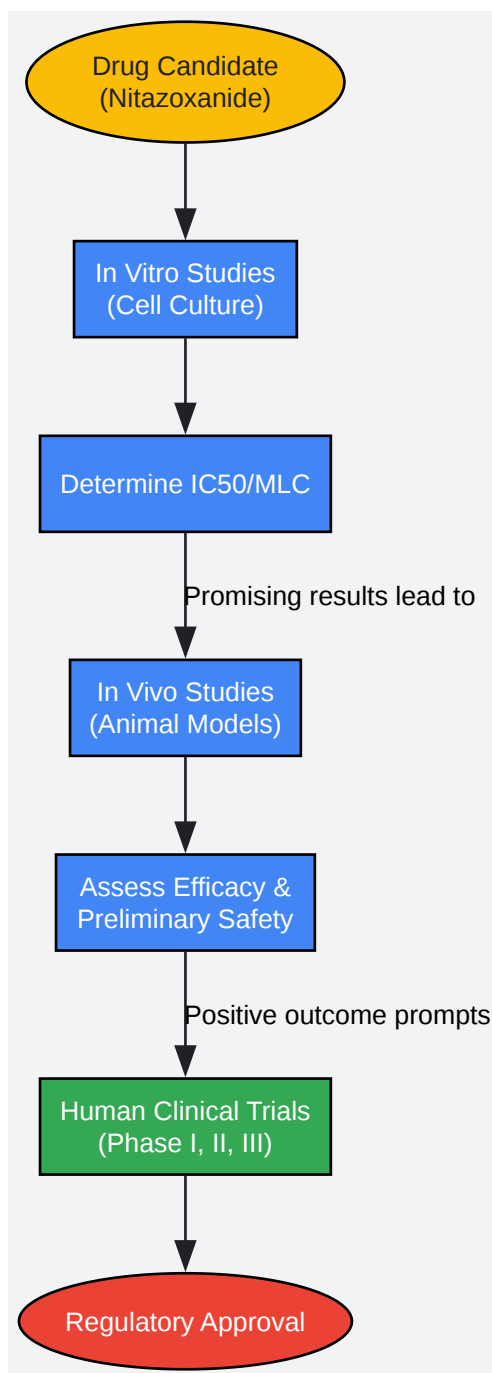 Drug Candidate
(Nitazoxanide)
In Vitro Studies
(Cell Culture)
Determine IC50/MLC
Promising results lead to
In Vivo Studies
(Animal Models)
Assess Efficacy &
Preliminary Safety
Positive outcome prompts
Human Clinical Trials
(Phase I, II, III)
Regulatory Approval